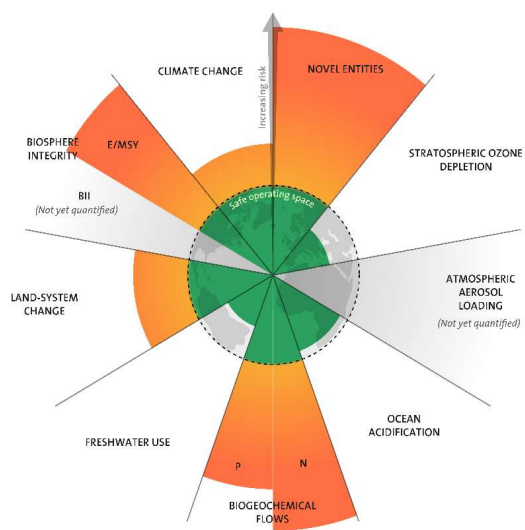 CLIMATE CHANGE
Increasing risk
NOVEL ENTITIES
STRATOSPHERIC OZONE
DEPLETION
BIOSPHERE
INTEGRITY
E/MSY
BII
(Not yet quantified)
Safe operating space
LAND-SYSTEM
CHANGE
ATMOSPHERIC
AEROSOL
LOADING
(Not yet quantified)
FRESHWATER USE
OCEAN
ACIDIFICATION
P
N
BIOGEOCHEMICAL
FLOWS